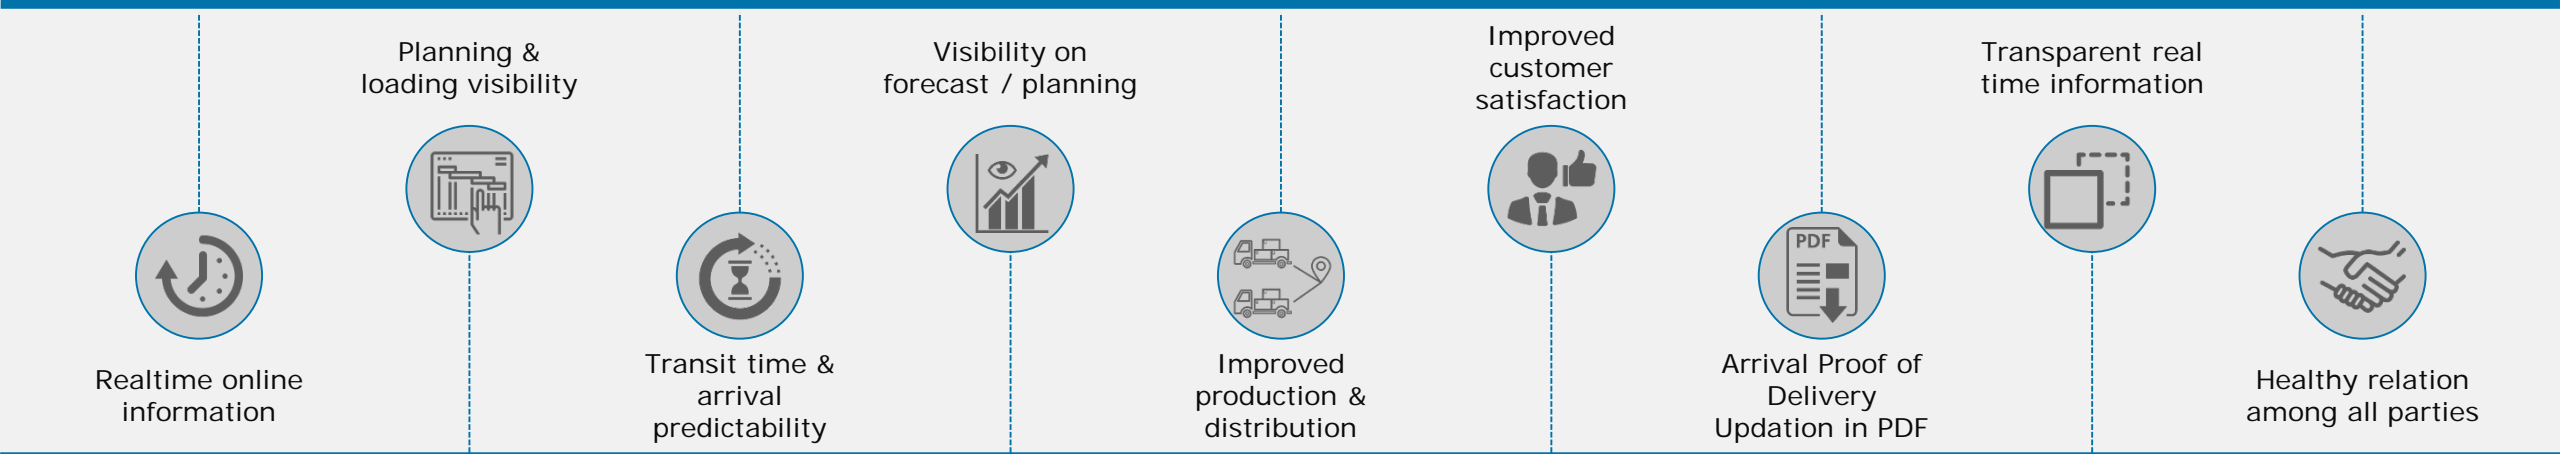 Realtime online
information
Planning &
loading visibility
Transit time &
arrival
predictability
Visibility on
forecast / planning
Improved
production &
distribution
Improved
customer
satisfaction
PDF
Arrival Proof of
Delivery
Updation in PDF
Transparent real
time information
Healthy relation
among all parties